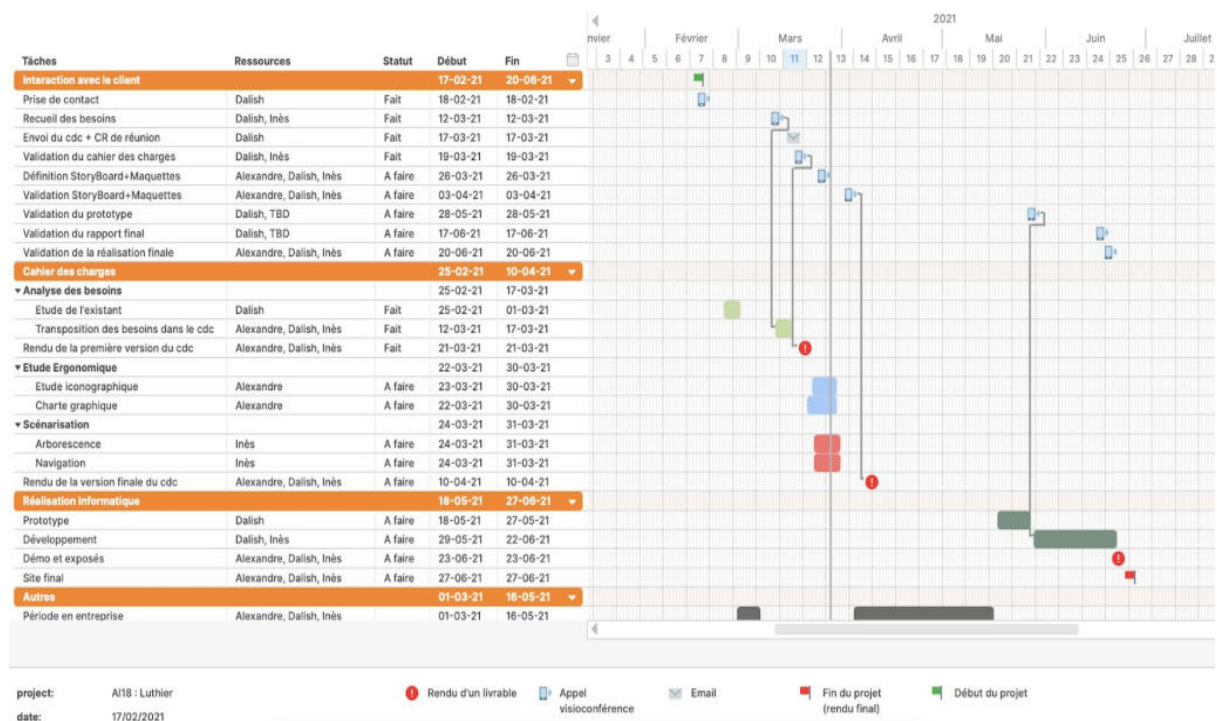 2021
nvier Février Mars Avril Mai Juin Juillet
Tâches Ressources Statut Début Fin 3 4 5 6 7 8 9 10 11 12 13 14 15 16 17 18 19 20 21 22 23 24 25 26 27 28 2
Interaction avec le client 17-02-21 20-06-21
Prise de contact Dalish Fait 18-02-21 18-02-21
Recueil des besoins Dalish, Inès Fait 12-03-21 12-03-21
Envoi du cdc + CR de réunion Dalish Fait 17-03-21 17-03-21
Validation du cahier des charges Dalish, Inès Fait 19-03-21 19-03-21
Définition StoryBoard+Maquettes Alexandre, Dalish, Inès A faire 26-03-21 26-03-21
Validation StoryBoard+Maquettes Alexandre, Dalish, Inès A faire 03-04-21 03-04-21
Validation du prototype Dalish, TBD A faire 28-05-21 28-05-21
Validation du rapport final Dalish, TBD A faire 17-06-21 17-06-21
Validation de la réalisation finale Alexandre, Dalish, Inès A faire 20-06-21 20-06-21
Cahier des charges 25-02-21 10-04-21
Analyse des besoins 25-02-21 17-03-21
Etude de l'existant Dalish Fait 25-02-21 01-03-21
Transposition des besoins dans le cdc Alexandre, Dalish, Inès Fait 12-03-21 17-03-21
Rendu de la première version du cdc Alexandre, Dalish, Inès Fait 21-03-21 21-03-21
Etude Ergonomique 22-03-21 30-03-21
Etude iconographique Alexandre A faire 23-03-21 30-03-21
Charte graphique Alexandre A faire 22-03-21 30-03-21
Scénarisation 24-03-21 31-03-21
Arborescence Inès A faire 24-03-21 31-03-21
Navigation Inès A faire 24-03-21 31-03-21
Rendu de la version finale du cdc Alexandre, Dalish, Inès A faire 10-04-21 10-04-21
Réalisation informatique 18-05-21 27-06-21
Prototype Dalish A faire 18-05-21 27-05-21
Développement Dalish, Inès A faire 29-05-21 22-06-21
Démo et exposés Alexandre, Dalish, Inès A faire 23-06-21 23-06-21
Site final Alexandre, Dalish, Inès A faire 27-06-21 27-06-21
Autres 01-03-21 16-05-21
Période en entreprise Alexandre, Dalish, Inès 01-03-21 16-05-21
project: AI18 : Luthier
date: 17/02/2021
Rendu d'un livrable
Appel
visioconférence
Email
Fin du projet
(rendu final)
Début du projet